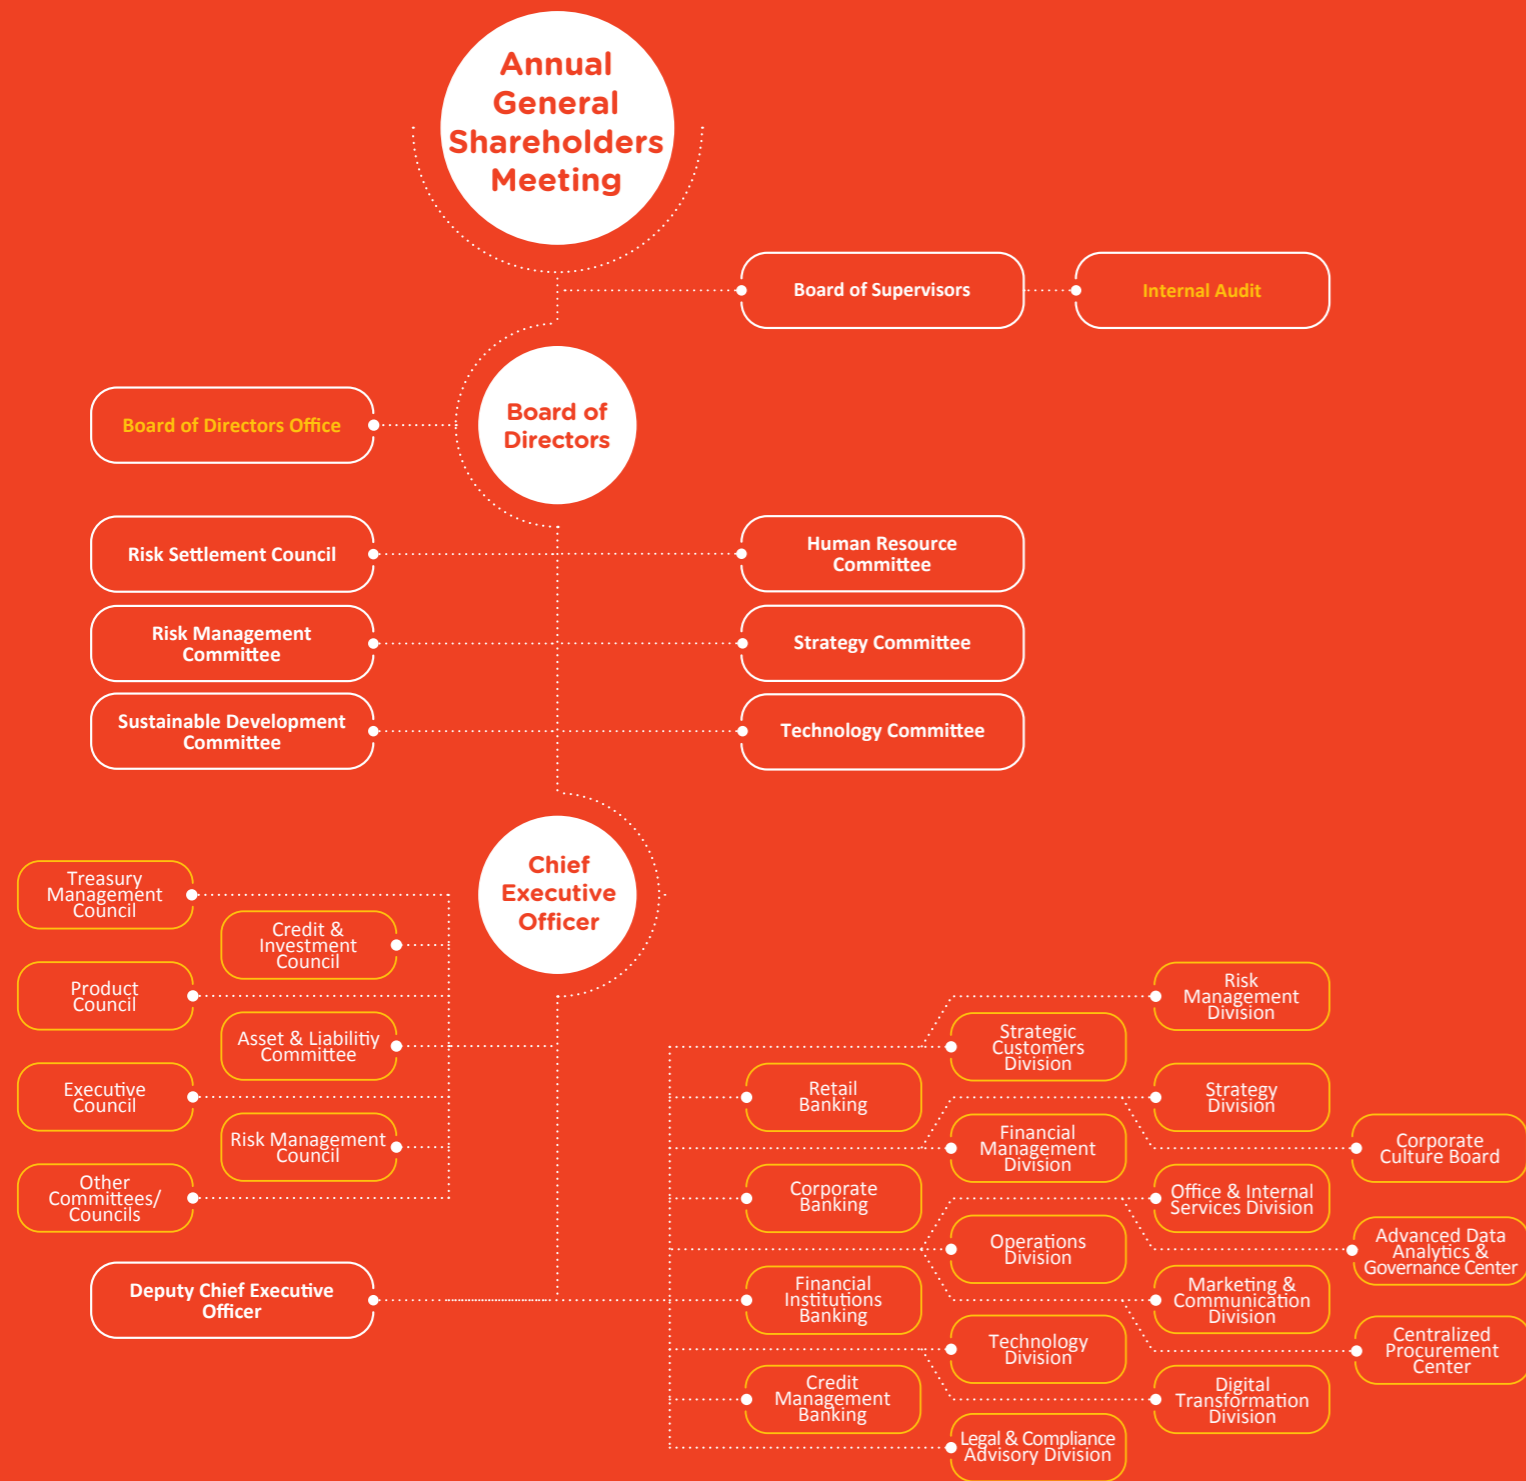 Annual
General
Shareholders
Meeting
Board of Supervisors
Internal Audit
Board of
Directors
Board of Directors Office
Risk Settlement Council
Human Resource
Committee
Risk Management
Committee
Strategy Committee
Sustainable Development
Committee
Technology Committee
Chief
Executive
Officer
Treasury
Management
Council
Credit &
Investment
Council
Product
Council
Asset & Liabilitiy
Committee
Executive
Council
Risk Management
Council
Other
Committees/
Councils
Deputy Chief Executive
Officer
Risk
Management
Division
Strategic
Customers
Division
Retail
Banking
Strategy
Division
Financial
Management
Division
Corporate
Culture Board
Corporate
Banking
Office & Internal
Services Division
Operations
Division
Advanced Data
Analytics &
Governance Center
Financial
Institutions
Banking
Marketing &
Communication
Division
Technology
Division
Centralized
Procurement
Center
Credit
Management
Banking
Digital
Transformation
Division
Legal & Compliance
Advisory Division